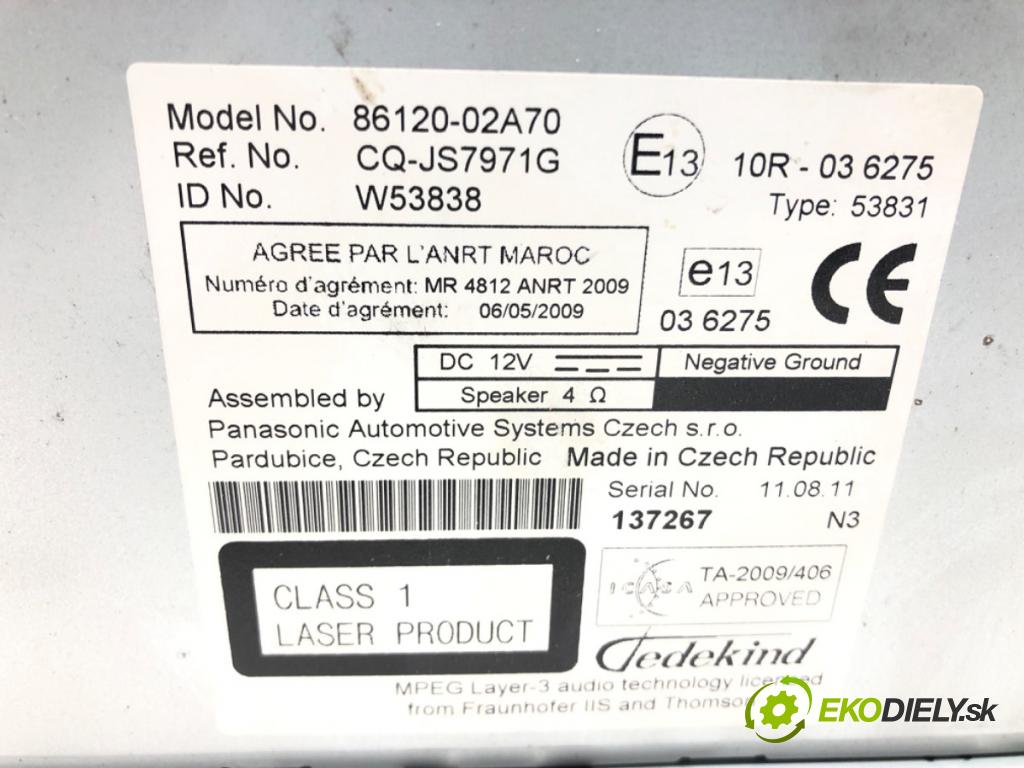 Model No. 86120-02A70
Ref. No. CQ-JS7971G
ID No. W53838
E13
10R - 03 6275
Type: 53831
AGREE PAR L'ANRT MAROC
Numéro d'agrément: MR 4812 ANRT 2009
Date d'agrément: 06/05/2009
e13
03 6275
CE
DC 12V
Negative Ground
Speaker 4 Ω
Assembled by
Panasonic Automotive Systems Czech s.r.o.
Pardubice, Czech Republic Made in Czech Republic
Serial No. 11.08.11
137267 N3
CLASS 1
LASER PRODUCT
ICASA
TA-2009/406
APPROVED
Tedekind
MPEG Layer-3 audio technology licensed
from Fraunhofer IIS and Thomson
EKODIELY.sk